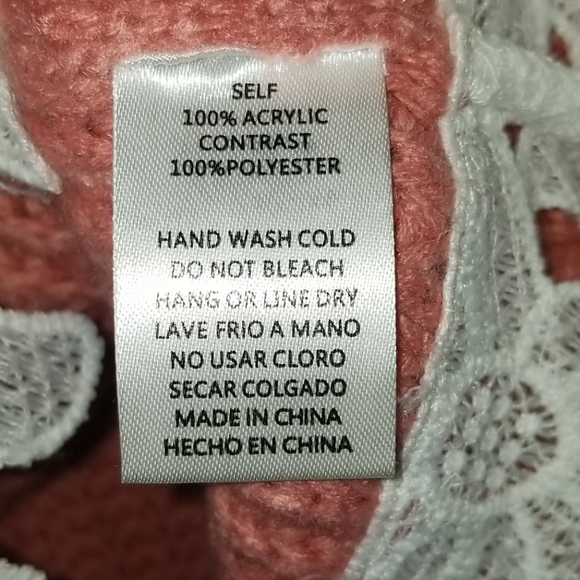 SELF
100% ACRYLIC
CONTRAST
100%POLYESTER
HAND WASH COLD
DO NOT BLEACH
HANG OR LINE DRY
LAVE FRIO A MANO
NO USAR CLORO
SECAR COLGADO
MADE IN CHINA
HECHO EN CHINA